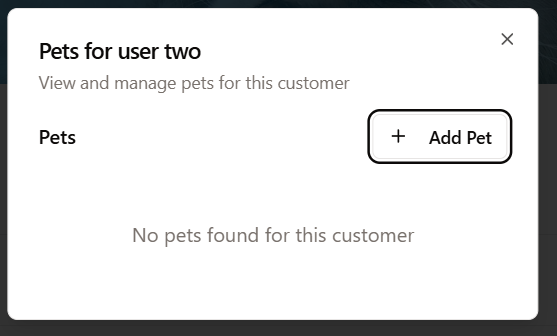 Pets for user two
View and manage pets for this customer
Pets
+ Add Pet
No pets found for this customer